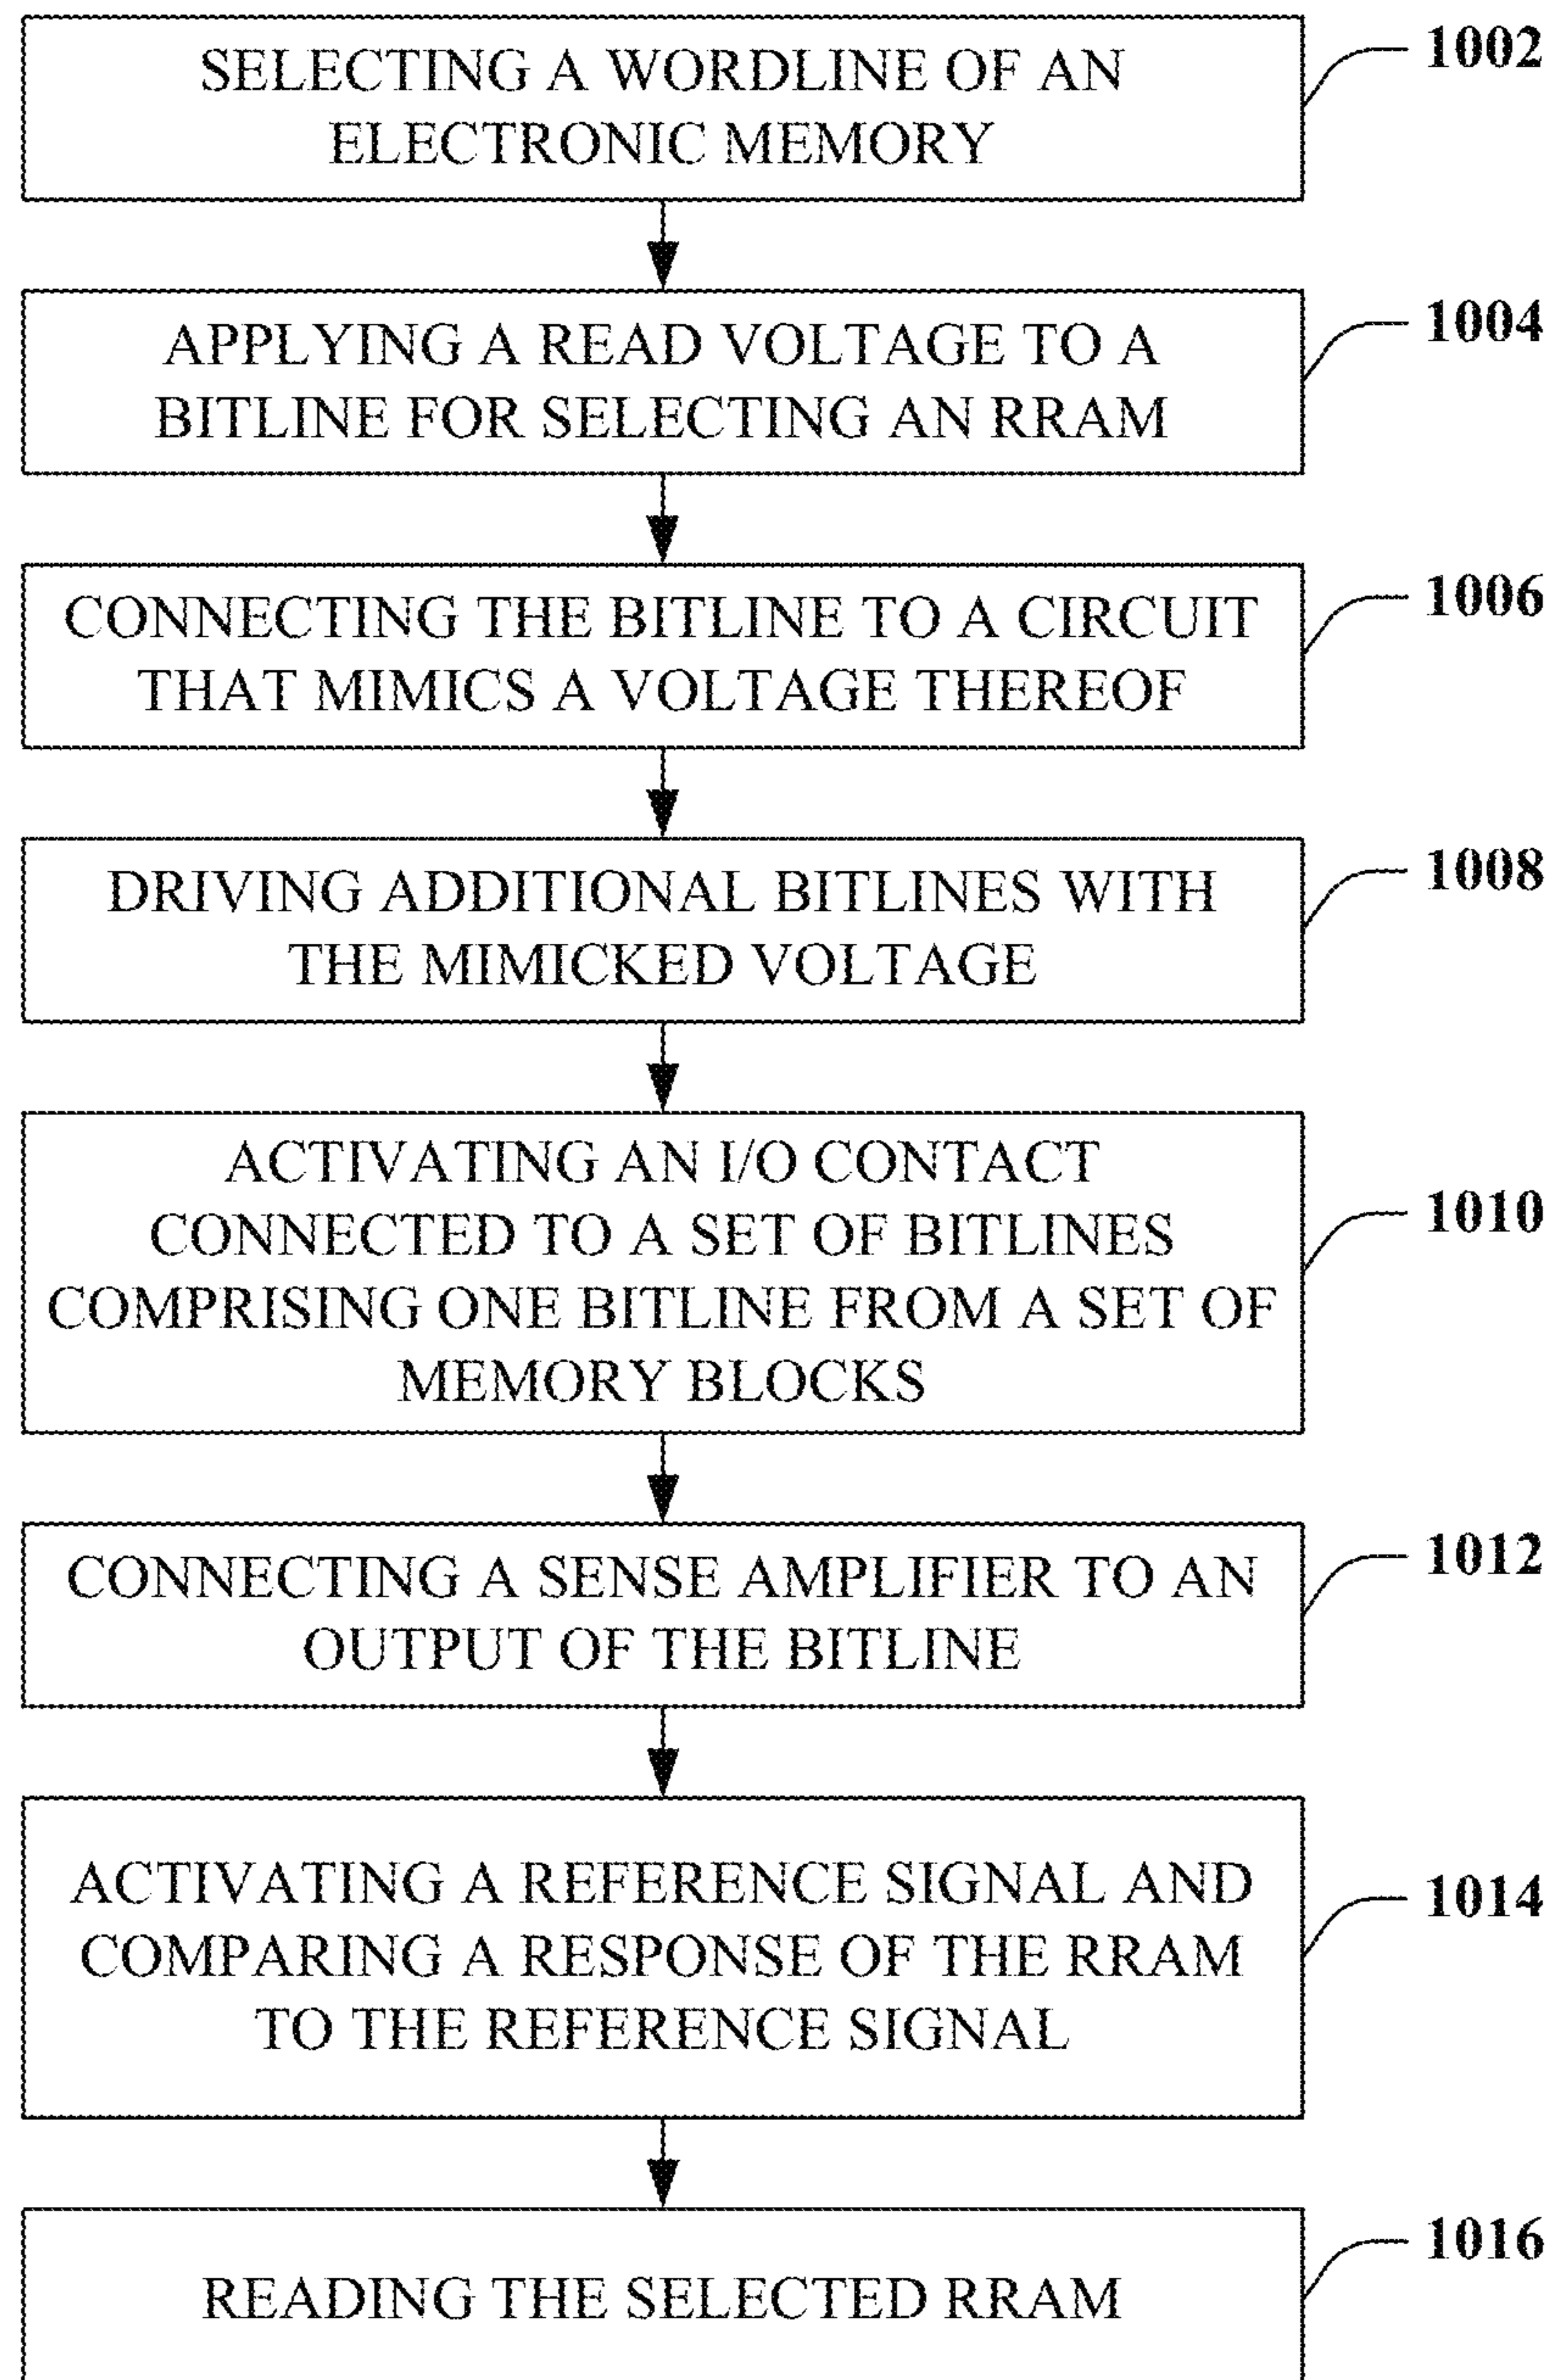 SELECTING A WORDLINE OF AN
ELECTRONIC MEMORY
1002
APPLYING A READ VOLTAGE TO A
BITLINE FOR SELECTING AN RRAM
1004
CONNECTING THE BITLINE TO A CIRCUIT
THAT MIMICS A VOLTAGE THEREOF
1006
DRIVING ADDITIONAL BITLINES WITH
THE MIMICKED VOLTAGE
1008
ACTIVATING AN I/O CONTACT
CONNECTED TO A SET OF BITLINES
COMPRISING ONE BITLINE FROM A SET OF
MEMORY BLOCKS
1010
CONNECTING A SENSE AMPLIFIER TO AN
OUTPUT OF THE BITLINE
1012
ACTIVATING A REFERENCE SIGNAL AND
COMPARING A RESPONSE OF THE RRAM
TO THE REFERENCE SIGNAL
1014
READING THE SELECTED RRAM
1016